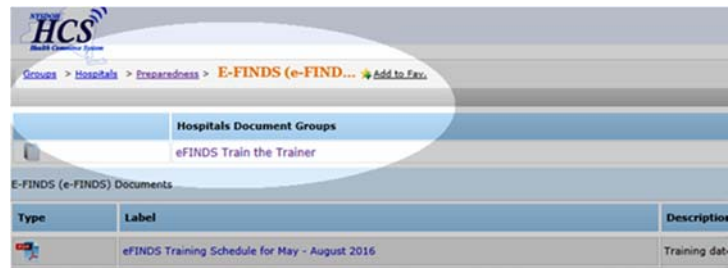 NYSDOH
HCS
Health Commerce System
Groups > Hospitals > Preparedness > E-FINDS (e-FIND... Add to Fav.
Hospitals Document Groups
eFINDS Train the Trainer
E-FINDS (e-FINDS) Documents
Type Label Description
eFINDS Training Schedule for May - August 2016 Training dat